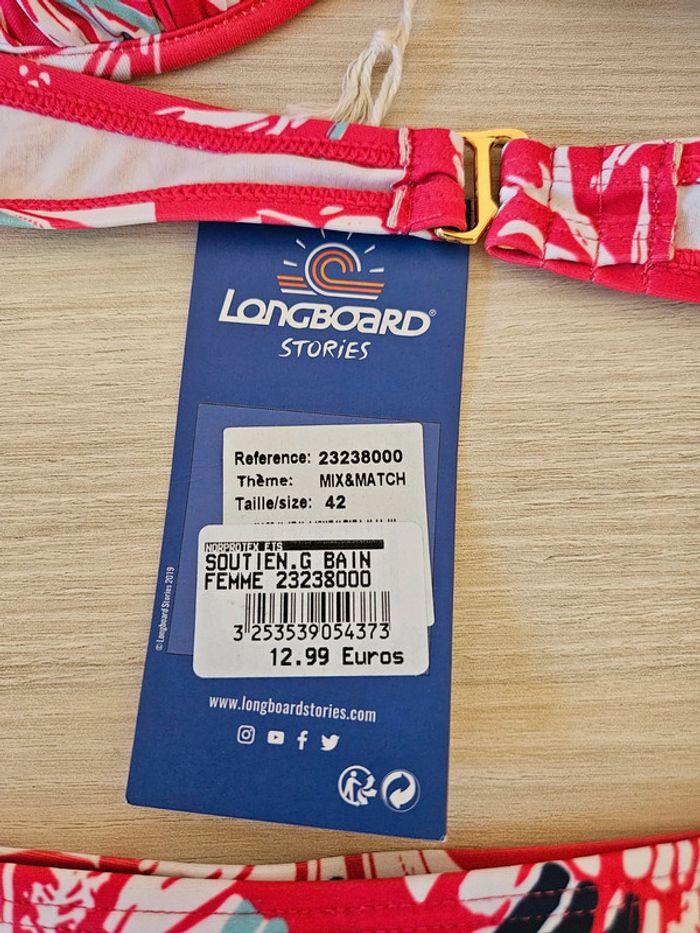 LONGBOARD®
STORiES
Reference: 23238000
Thème: MIX&MATCH
Taille/size: 42
NORPROTEX ETS
SOUTIEN.G BAIN
FEMME 23238000
3 253539 054373
12.99 Euros
© Longboard Stories 2019
www.longboardstories.com